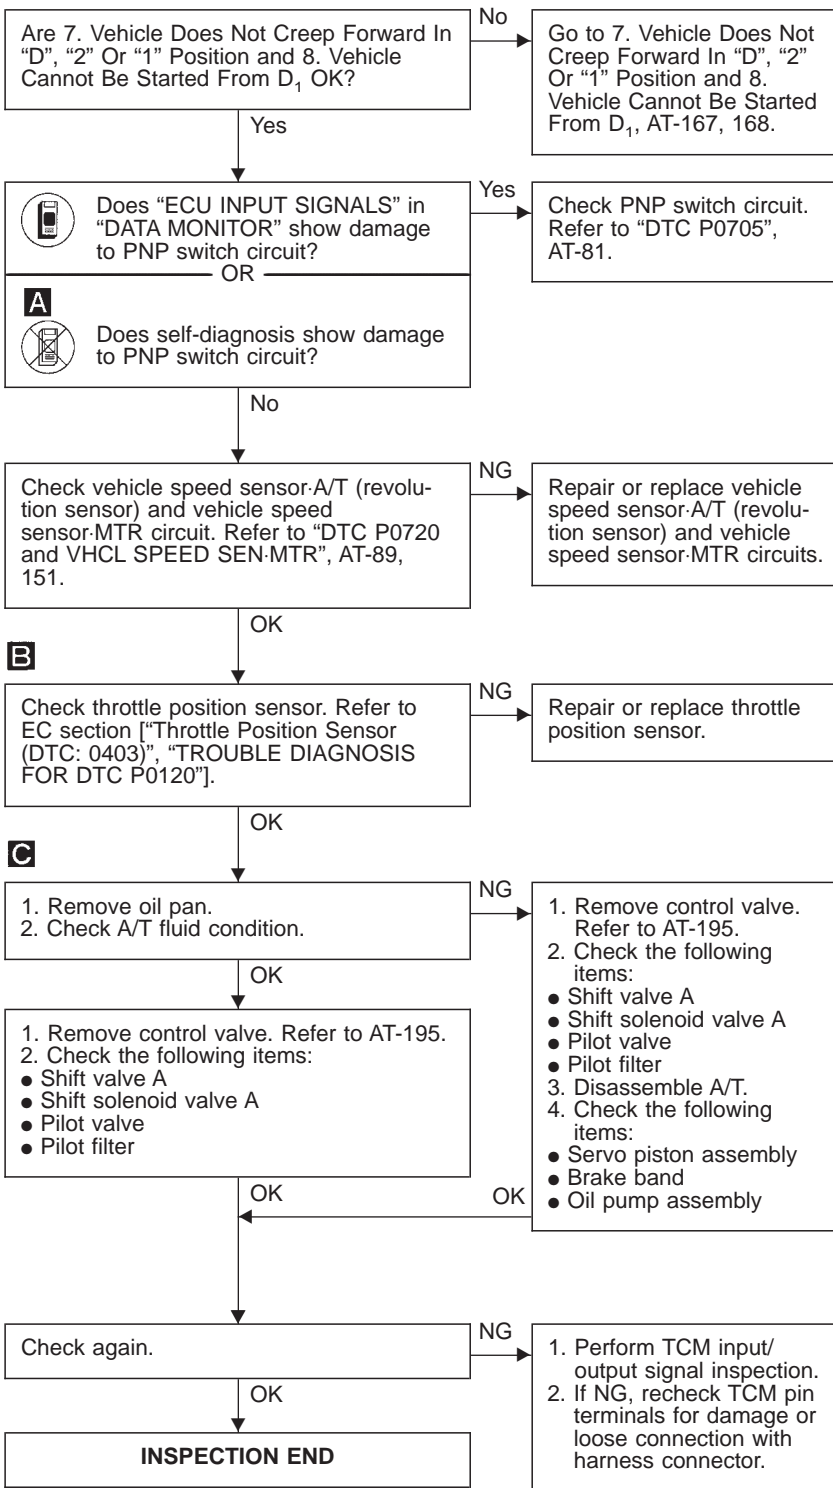 Are 7. Vehicle Does Not Creep Forward In
“D”, “2” Or “1” Position and 8. Vehicle
Cannot Be Started From D1 OK?
No
Go to 7. Vehicle Does Not
Creep Forward In “D”, “2”
Or “1” Position and 8.
Vehicle Cannot Be Started
From D1, AT-167, 168.
Yes
Does “ECU INPUT SIGNALS” in
“DATA MONITOR” show damage
to PNP switch circuit?
OR
A
Does self-diagnosis show damage
to PNP switch circuit?
Yes
Check PNP switch circuit.
Refer to “DTC P0705”,
AT-81.
No
Check vehicle speed sensor·A/T (revolu-
tion sensor) and vehicle speed
sensor·MTR circuit. Refer to “DTC P0720
and VHCL SPEED SEN·MTR”, AT-89,
151.
NG
Repair or replace vehicle
speed sensor·A/T (revolu-
tion sensor) and vehicle
speed sensor·MTR circuits.
OK
B
Check throttle position sensor. Refer to
EC section [“Throttle Position Sensor
(DTC: 0403)”, “TROUBLE DIAGNOSIS
FOR DTC P0120”].
NG
Repair or replace throttle
position sensor.
OK
C
1. Remove oil pan.
2. Check A/T fluid condition.
NG
1. Remove control valve.
Refer to AT-195.
2. Check the following
items:
● Shift valve A
● Shift solenoid valve A
● Pilot valve
● Pilot filter
3. Disassemble A/T.
4. Check the following
items:
● Servo piston assembly
● Brake band
● Oil pump assembly
OK
1. Remove control valve. Refer to AT-195.
2. Check the following items:
● Shift valve A
● Shift solenoid valve A
● Pilot valve
● Pilot filter
OK
OK
Check again.
NG
1. Perform TCM input/
output signal inspection.
2. If NG, recheck TCM pin
terminals for damage or
loose connection with
harness connector.
OK
INSPECTION END